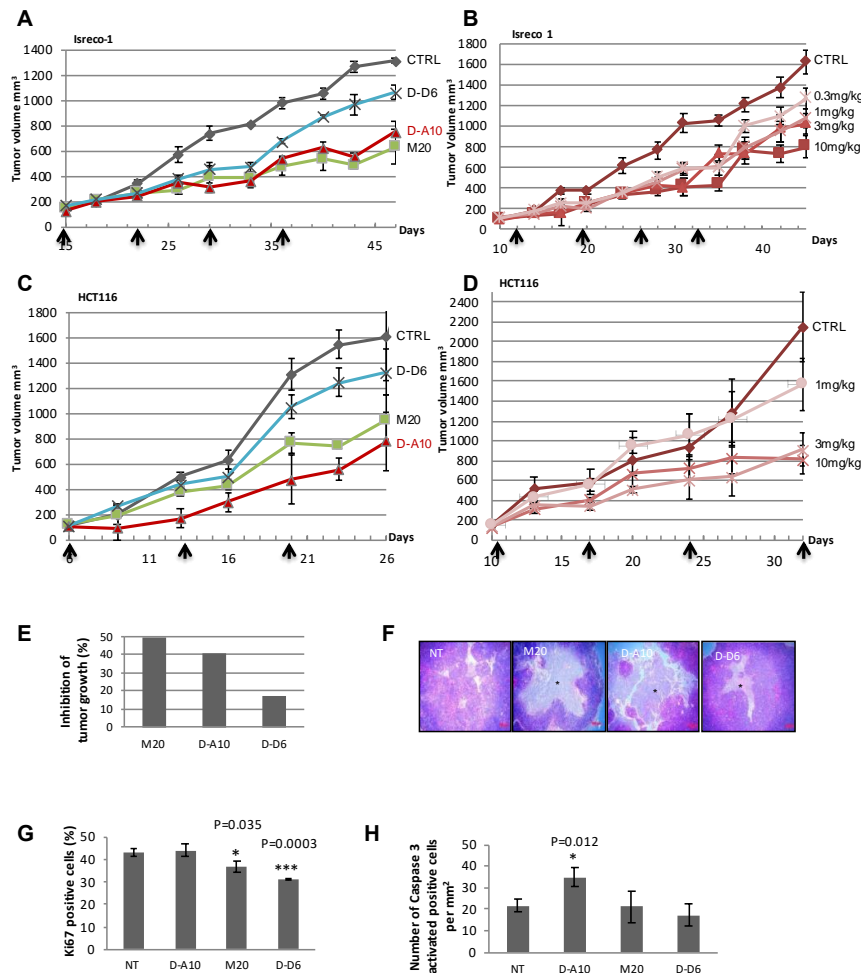 A
Isreco-1
Tumor volume mm³
1400
1200
1000
800
600
400
200
0
15
25
35
45
Days
CTRL
D-D6
D-A10
M20
B
Isreco 1
Tumor Volume mm³
1800
1600
1400
1200
1000
800
600
400
200
0
10
20
30
40
Days
CTRL
0.3mg/kg
1mg/kg
3mg/kg
10mg/kg
C
HCT116
Tumor volume mm³
1800
1600
1400
1200
1000
800
600
400
200
0
6
11
16
21
26
Days
CTRL
D-D6
M20
D-A10
D
HCT116
Tumor volume mm³
2400
2200
2000
1800
1600
1400
1200
1000
800
600
400
200
0
10
15
20
25
30
Days
CTRL
1mg/kg
3mg/kg
10mg/kg
E
Inhibition of
tumor growth (%)
50
40
30
20
10
0
M20 D-A10 D-D6
F
NT
M20
D-A10
D-D6
* * *
G
Ki67 positive cells (%)
50
40
30
20
10
0
P=0.035
P=0.0003
*
***
NT D-A10 M20 D-D6
H
Number of Caspase 3
activated positive cells
per mm²
50
40
30
20
10
0
P=0.012
*
NT D-A10 M20 D-D6